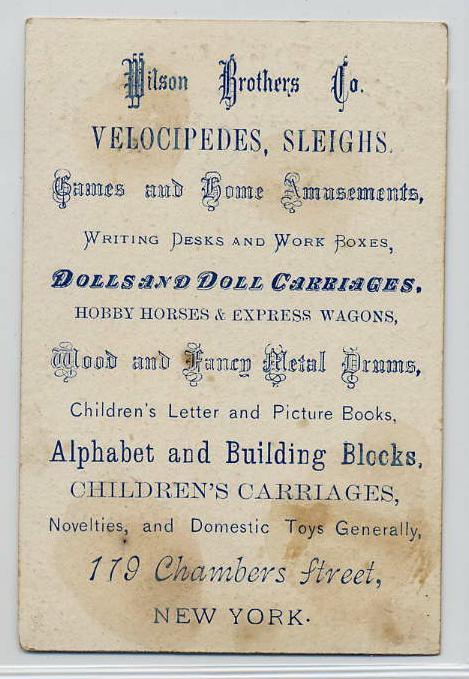 Wilson Brothers Co.
VELOCIPEDES, SLEIGHS.
Games and Home Amusements,
WRITING DESKS AND WORK BOXES,
DOLLS AND DOLL CARRIAGES.
HOBBY HORSES & EXPRESS WAGONS,
Wood and Fancy Metal Drums,
Children's Letter and Picture Books,
Alphabet and Building Blocks,
CHILDREN'S CARRIAGES,
Novelties, and Domestic Toys Generally,
179 Chambers Street,
NEW YORK.